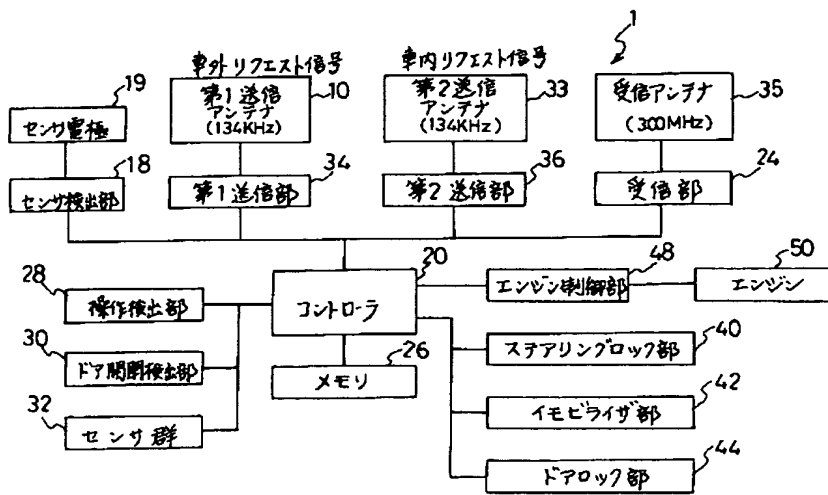 1
車外リクエスト信号
車内リクエスト信号
19
センサ電極
第1送信
アンテナ
(134KHz)
10
第2送信
アンテナ
(134KHz)
33
受信アンテナ
(300MHz)
35
18
センサ検出部
34
第1送信部
36
第2送信部
24
受信部
28
操作検出部
20
コントローラ
48
エンジン制御部
50
エンジン
30
ドア開閉検出部
26
メモリ
40
ステアリングロック部
32
センサ群
42
イモビライザ部
44
ドアロック部